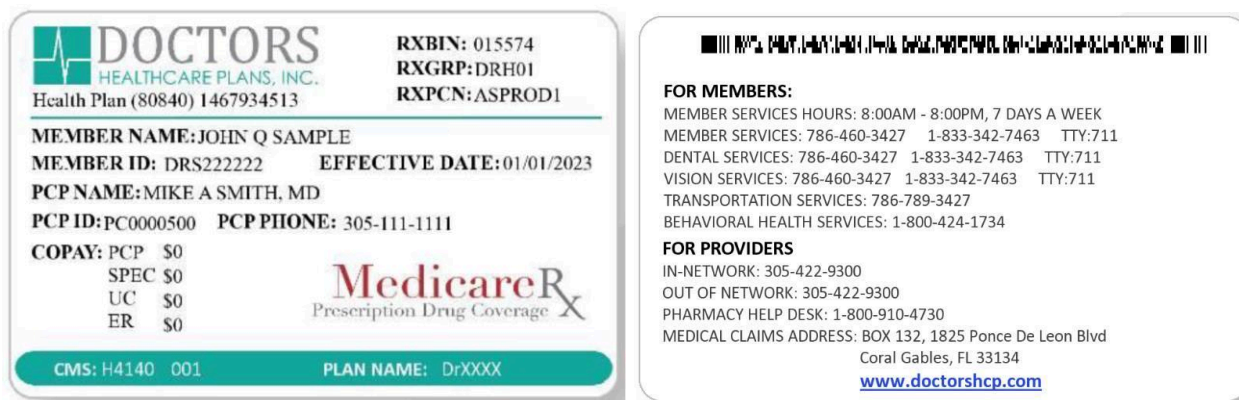 DOCTORS
HEALTHCARE PLANS, INC.
Health Plan (80840) 1467934513
RXBIN: 015574
RXGRP:DRH01
RXPCN:ASPROD1
MEMBER NAME:JOHN Q SAMPLE
MEMBER ID: DRS222222 EFFECTIVE DATE:01/01/2023
PCP NAME:MIKE A SMITH, MD
PCP ID:PC0000500 PCP PHONE: 305-111-1111
COPAY: PCP $0
SPEC $0
UC $0
ER $0
MedicareRx
Prescription Drug Coverage
CMS: H4140 001 PLAN NAME: DrXXXX
FOR MEMBERS:
MEMBER SERVICES HOURS: 8:00AM - 8:00PM, 7 DAYS A WEEK
MEMBER SERVICES: 786-460-3427 1-833-342-7463 TTY:711
DENTAL SERVICES: 786-460-3427 1-833-342-7463 TTY:711
VISION SERVICES: 786-460-3427 1-833-342-7463 TTY:711
TRANSPORTATION SERVICES: 786-789-3427
BEHAVIORAL HEALTH SERVICES: 1-800-424-1734
FOR PROVIDERS
IN-NETWORK: 305-422-9300
OUT OF NETWORK: 305-422-9300
PHARMACY HELP DESK: 1-800-910-4730
MEDICAL CLAIMS ADDRESS: BOX 132, 1825 Ponce De Leon Blvd
Coral Gables, FL 33134
www.doctorshcp.com